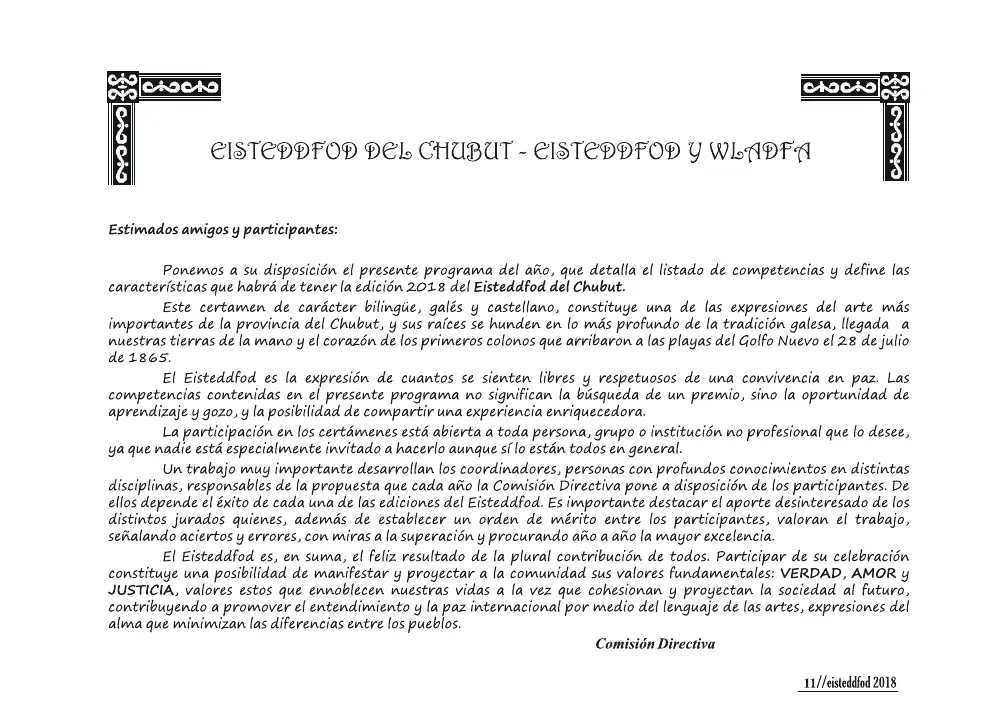 EISTEDDFOD DEL CHUBUT - EISTEDDFOD Y WLADFA
Estimados amigos y participantes:
Ponemos a su disposición el presente programa del año, que detalla el listado de competencias y define las
características que habrá de tener la edición 2018 del Eisteddfod del Chubut.
Este certamen de carácter bilingüe, galés y castellano, constituye una de las expresiones del arte más
importantes de la provincia del Chubut, y sus raíces se hunden en lo más profundo de la tradición galesa, llegada a
nuestras tierras de la mano y el corazón de los primeros colonos que arribaron a las playas del Golfo Nuevo el 28 de julio
de 1865.
El Eisteddfod es la expresión de cuantos se sienten libres y respetuosos de una convivencia en paz. Las
competencias contenidas en el presente programa no significan la búsqueda de un premio, sino la oportunidad de
aprendizaje y gozo, y la posibilidad de compartir una experiencia enriquecedora.
La participación en los certámenes está abierta a toda persona, grupo o institución no profesional que lo desee,
ya que nadie está especialmente invitado a hacerlo aunque sí lo están todos en general.
Un trabajo muy importante desarrollan los coordinadores, personas con profundos conocimientos en distintas
disciplinas, responsables de la propuesta que cada año la Comisión Directiva pone a disposición de los participantes. De
ellos depende el éxito de cada una de las ediciones del Eisteddfod. Es importante destacar el aporte desinteresado de los
distintos jurados quienes, además de establecer un orden de mérito entre los participantes, valoran el trabajo,
señalando aciertos y errores, con miras a la superación y procurando año a año la mayor excelencia.
El Eisteddfod es, en suma, el feliz resultado de la plural contribución de todos. Participar de su celebración
constituye una posibilidad de manifestar y proyectar a la comunidad sus valores fundamentales: VERDAD, AMOR y
JUSTICIA, valores estos que ennoblecen nuestras vidas a la vez que cohesionan y proyectan la sociedad al futuro,
contribuyendo a promover el entendimiento y la paz internacional por medio del lenguaje de las artes, expresiones del
alma que minimizan las diferencias entre los pueblos.
Comisión Directiva
11//eisteddfod 2018